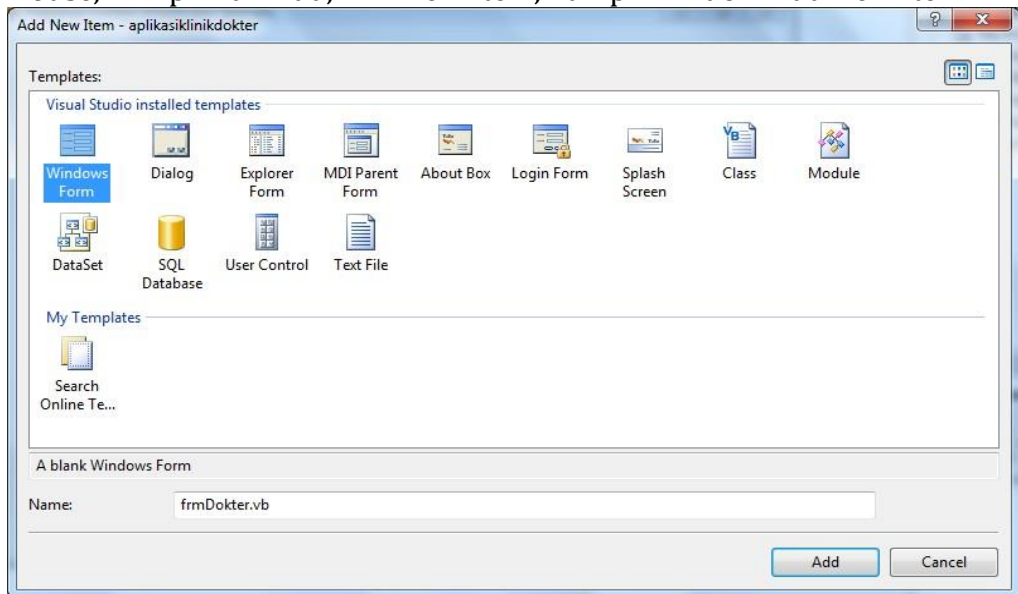 Add New Item - aplikasiklinikdokter
Templates:
Visual Studio installed templates
Windows Form
Dialog
Explorer Form
MDI Parent Form
About Box
Login Form
Splash Screen
Class
Module
DataSet
SQL Database
User Control
Text File
My Templates
Search Online Te...
A blank Windows Form
Name:
frmDokter.vb
Add
Cancel